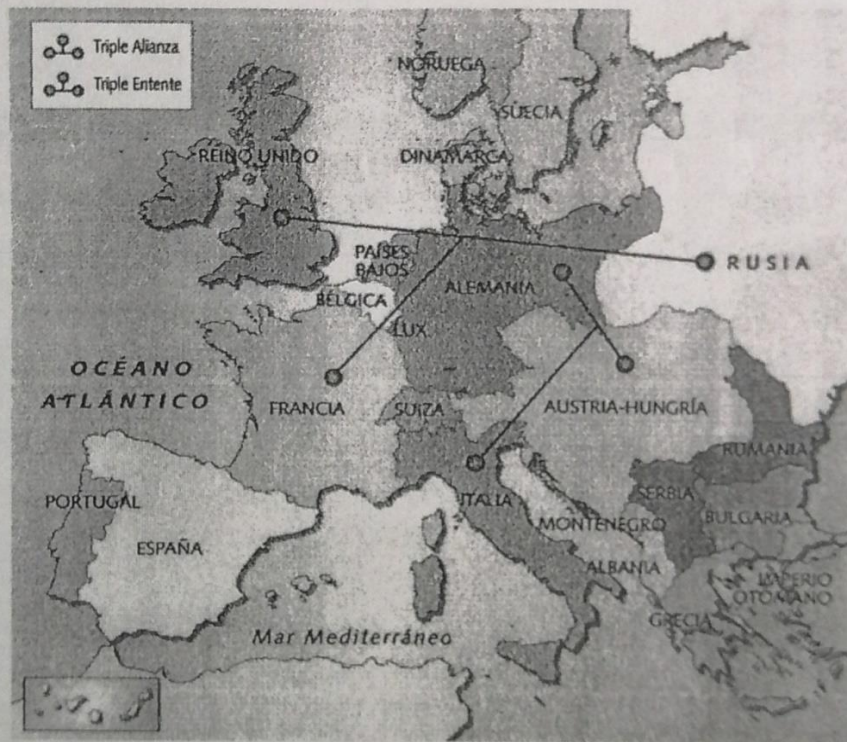 Triple Alianza
Triple Entente
NORUEGA
SUECIA
REINO UNIDO
DINAMARCA
PAÍSES
BAJOS
RUSIA
ALEMANIA
BÉLGICA
LUX
OCÉANO
ATLÁNTICO
FRANCIA
SUIZA
AUSTRIA-HUNGRÍA
RUMANIA
ITALIA
SERBIA
PORTUGAL
MONTENEGRO
BULGARIA
ESPAÑA
ALBANIA
IMPERIO
OTOMANO
GRECIA
Mar Mediterráneo